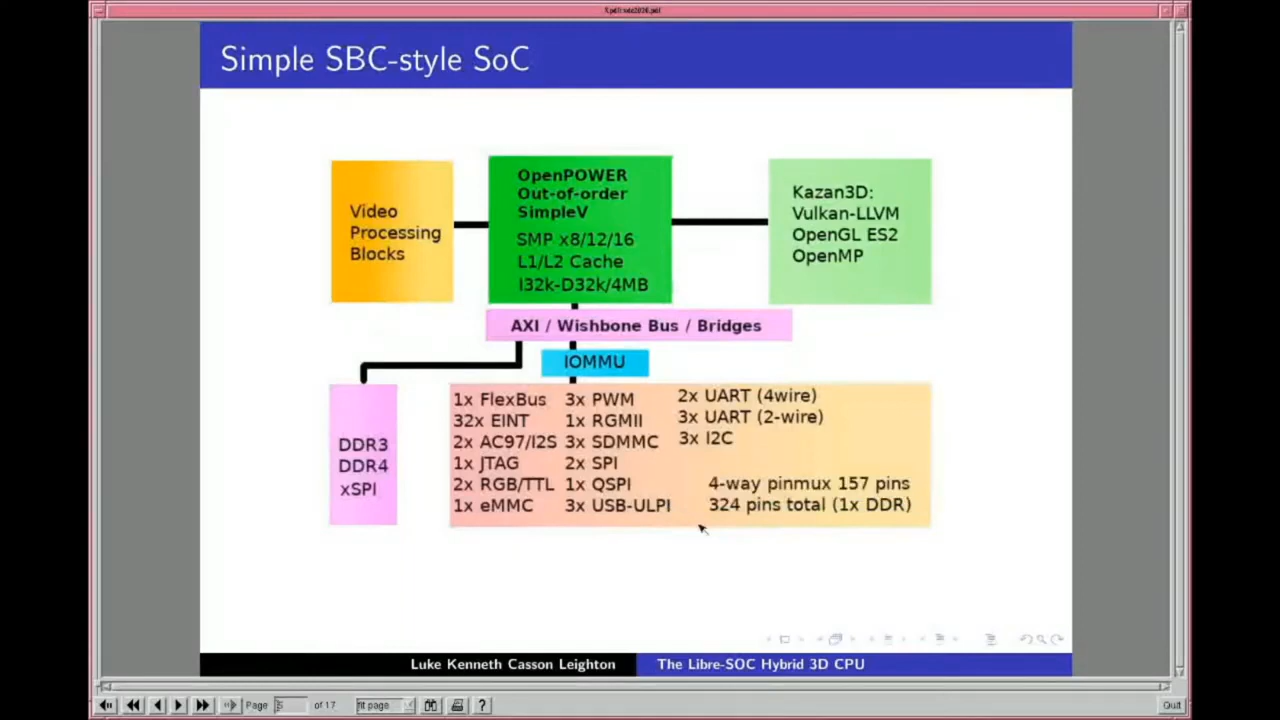 Simple SBC-style SoC
Video
Processing
Blocks
OpenPOWER
Out-of-order
SimpleV
SMP x8/12/16
L1/L2 Cache
I32k-D32k/4MB
Kazan3D:
Vulkan-LLVM
OpenGL ES2
OpenMP
AXI / Wishbone Bus / Bridges
IOMMU
DDR3
DDR4
xSPI
1x FlexBus
32x EINT
2x AC97/I2S
1x JTAG
2x RGB/TTL
1x eMMC
3x PWM
1x RGMII
3x SDMMC
2x SPI
1x QSPI
3x USB-ULPI
2x UART (4wire)
3x UART (2-wire)
3x I2C
4-way pinmux 157 pins
324 pins total (1x DDR)
Luke Kenneth Casson Leighton
The Libre-SOC Hybrid 3D CPU
Page 5 of 17 fit page ? Quit